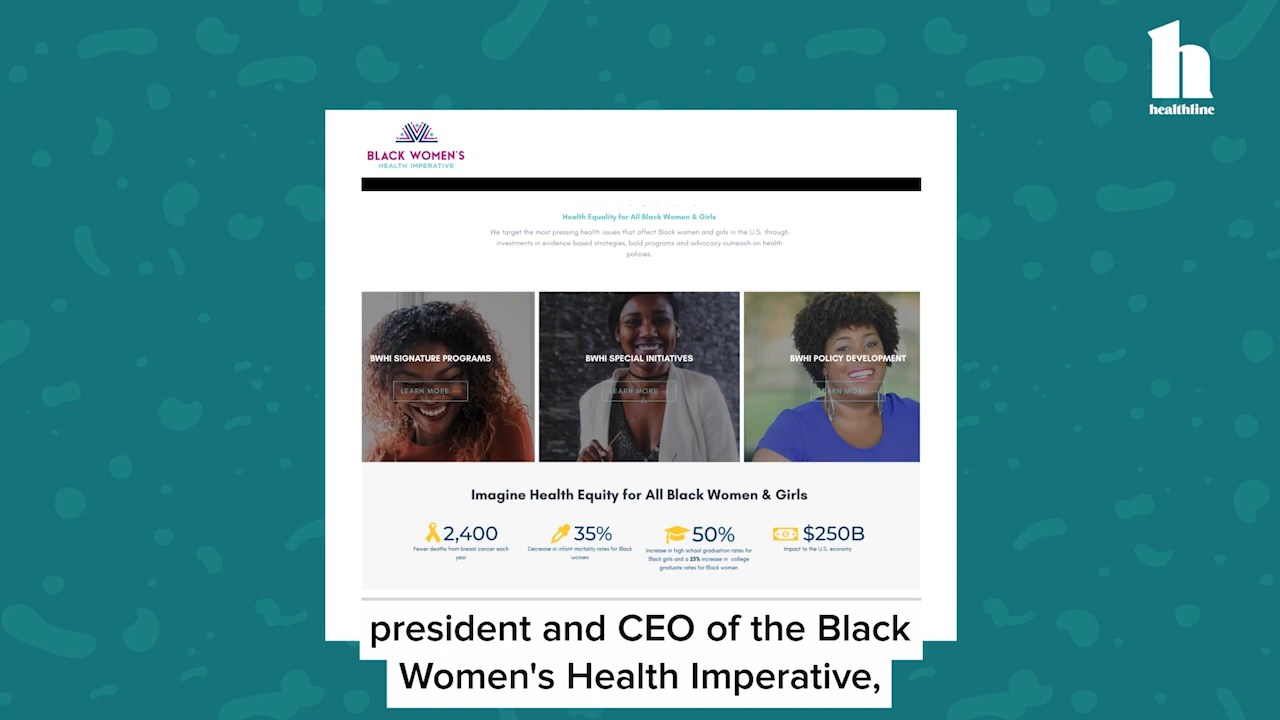 healthline
BLACK WOMEN'S
HEALTH IMPERATIVE
Health Equality for All Black Women & Girls
We target the most pressing health issues that affect Black women and girls in the U.S. through
investments in evidence based strategies, bold programs and advocacy outreach on health
policies.
BWHI SIGNATURE PROGRAMS
LEARN MORE
BWHI SPECIAL INITIATIVES
LEARN MORE
BWHI POLICY DEVELOPMENT
LEARN MORE
Imagine Health Equity for All Black Women & Girls
2,400
Fewer deaths from breast cancer each
year
35%
Decrease in infant mortality rates for Black
women
50%
Increase in high school graduation rates for
Black girls and a 25% increase in college
graduate rates for Black women
$250B
Impact to the U.S. economy
president and CEO of the Black
Women's Health Imperative,